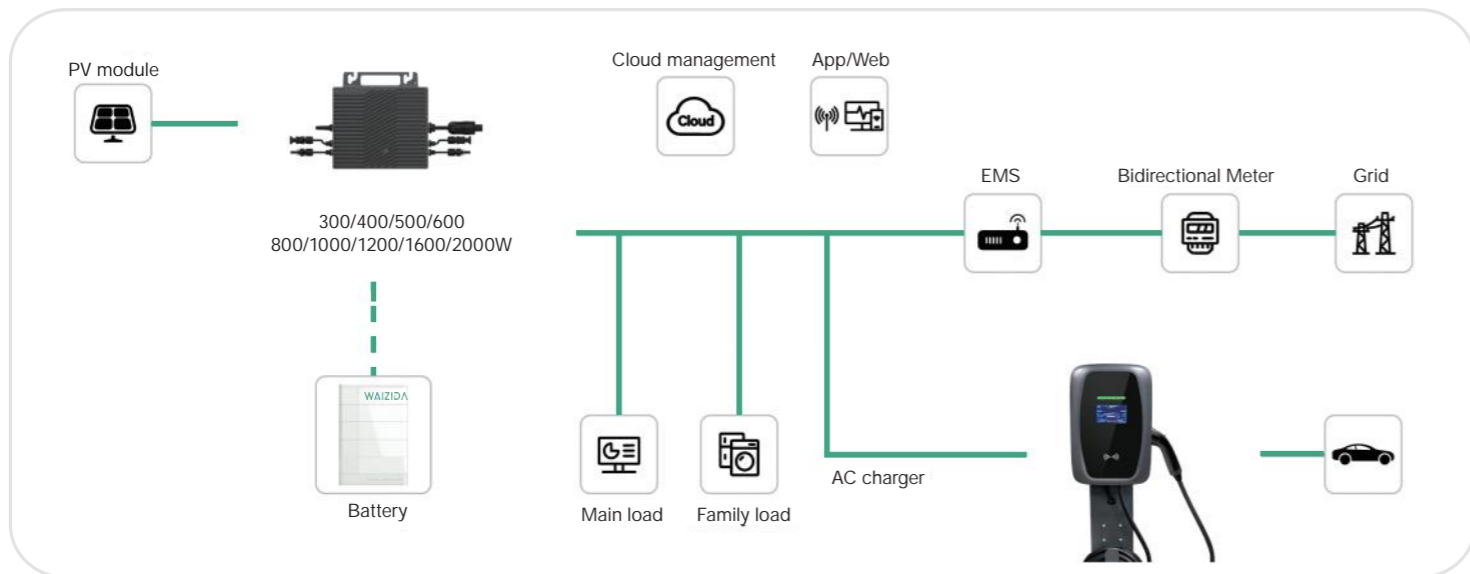 PV module
Cloud management
App/Web
Cloud
EMS
Bidirectional Meter
Grid
300/400/500/600
800/1000/1200/1600/2000W
WAIZIDA
Battery
Main load
Family load
AC charger